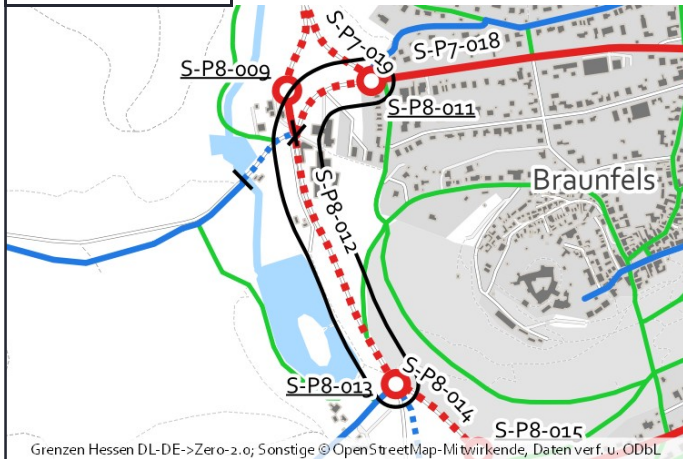 S-P7-019
S-P7-018
S-P8-009
S-P8-011
S-P8-012
Braunfels
S-P8-013
S-P8-014
S-P8-015
Grenzen Hessen DL-DE->Zero-2.0; Sonstige © OpenStreetMap-Mitwirkende, Daten verf. u. ODbL